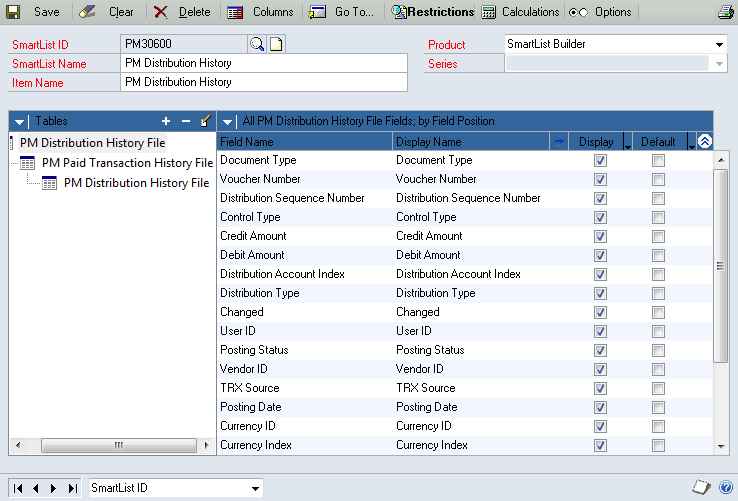 Save Clear Delete Columns Go To... Restrictions Calculations Options
SmartList ID PM30600 Product SmartList Builder
SmartList Name PM Distribution History Series
Item Name PM Distribution History
Tables All PM Distribution History File Fields; by Field Position
PM Distribution History File Field Name Display Name Display Default
PM Paid Transaction History File Document Type Document Type
PM Distribution History File Voucher Number Voucher Number
Distribution Sequence Number Distribution Sequence Number
Control Type Control Type
Credit Amount Credit Amount
Debit Amount Debit Amount
Distribution Account Index Distribution Account Index
Distribution Type Distribution Type
Changed Changed
User ID User ID
Posting Status Posting Status
Vendor ID Vendor ID
TRX Source TRX Source
Posting Date Posting Date
Currency ID Currency ID
Currency Index Currency Index
SmartList ID